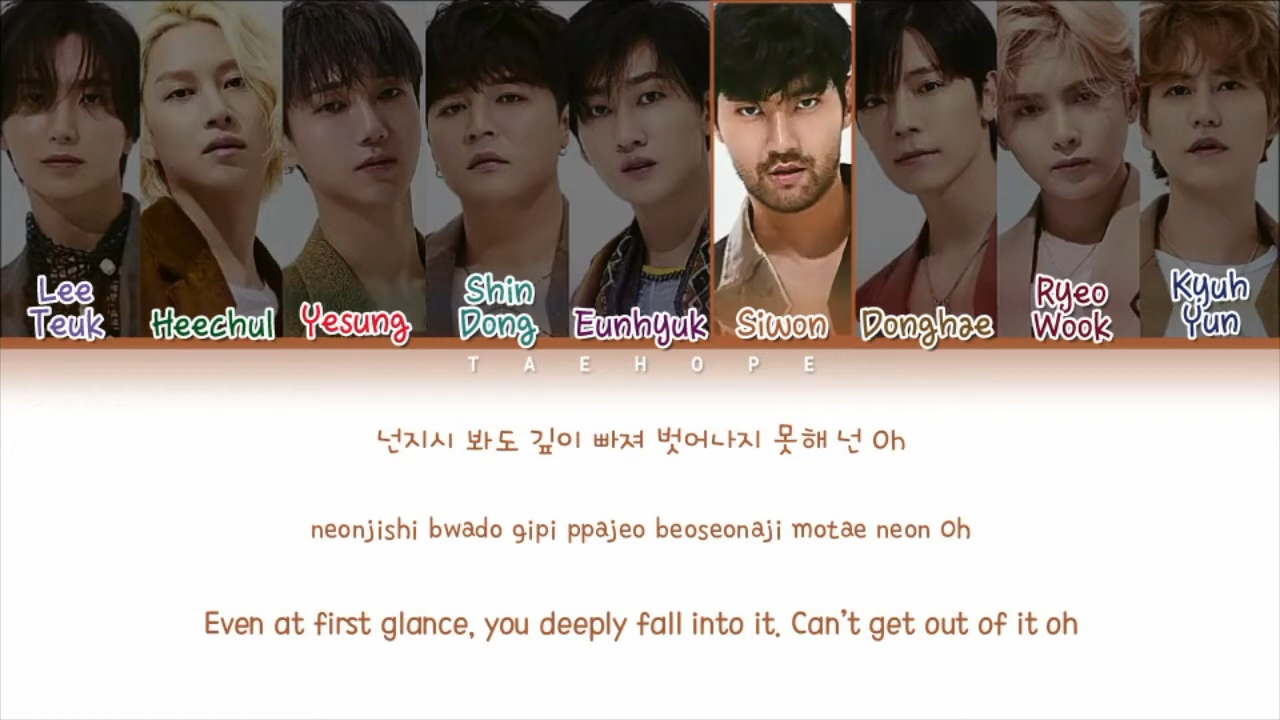 Lee
Teuk
Heechul
Yesung
Shin
Dong
Eunhyuk
Siwon
Donghae
Ryeo
Wook
Kyuh
Yun
TAEHOPE
넌지시 봐도 깊이 빠져 벗어나지 못해 넌 Oh
neonjishi bwado gipi ppajeo beoseonaji motae neon Oh
Even at first glance, you deeply fall into it. Can't get out of it oh